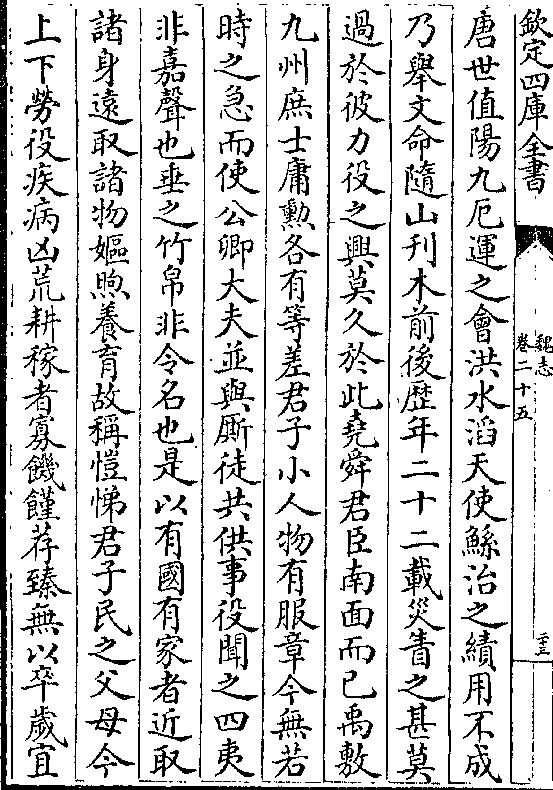 欽定四庫全書
魏志
卷二十五
二三
唐世值陽九厄運之會洪水滔天使鯀治之績用不成
乃舉文命隨山刊木前後歷年二十二載災眚之甚莫
過於彼力役之興莫久於此堯舜君臣南面而已禹敷
九州庶士庸勲各有等差君子小人物有服章今無若
時之急而使公卿大夫並與厮徒共供事役聞之四夷
非嘉聲也垂之竹帛非令名也是以有國有家者近取
諸身遠取諸物嫗煦養育故稱愷悌君子民之父母今
上下勞役疾病凶荒耕稼者寡饑饉荐臻無以卒歲宜